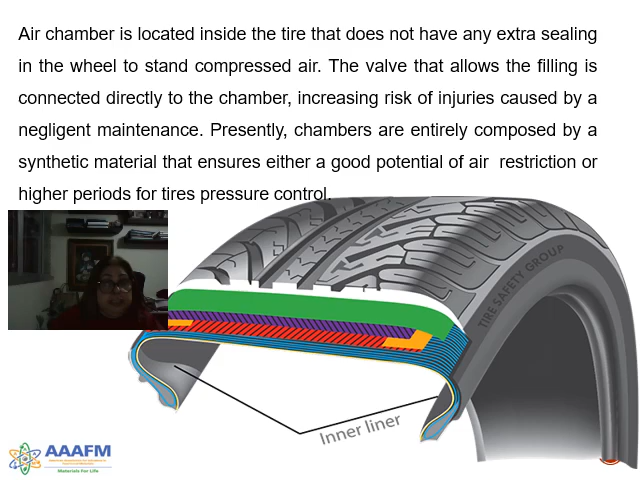 Air chamber is located inside the tire that does not have any extra sealing
in the wheel to stand compressed air. The valve that allows the filling is
connected directly to the chamber, increasing risk of injuries caused by a
negligent maintenance. Presently, chambers are entirely composed by a
synthetic material that ensures either a good potential of air restriction or
higher periods for tires pressure control.
TIRE SAFETY GROUP
Inner liner
AAAFM
Materials For Life